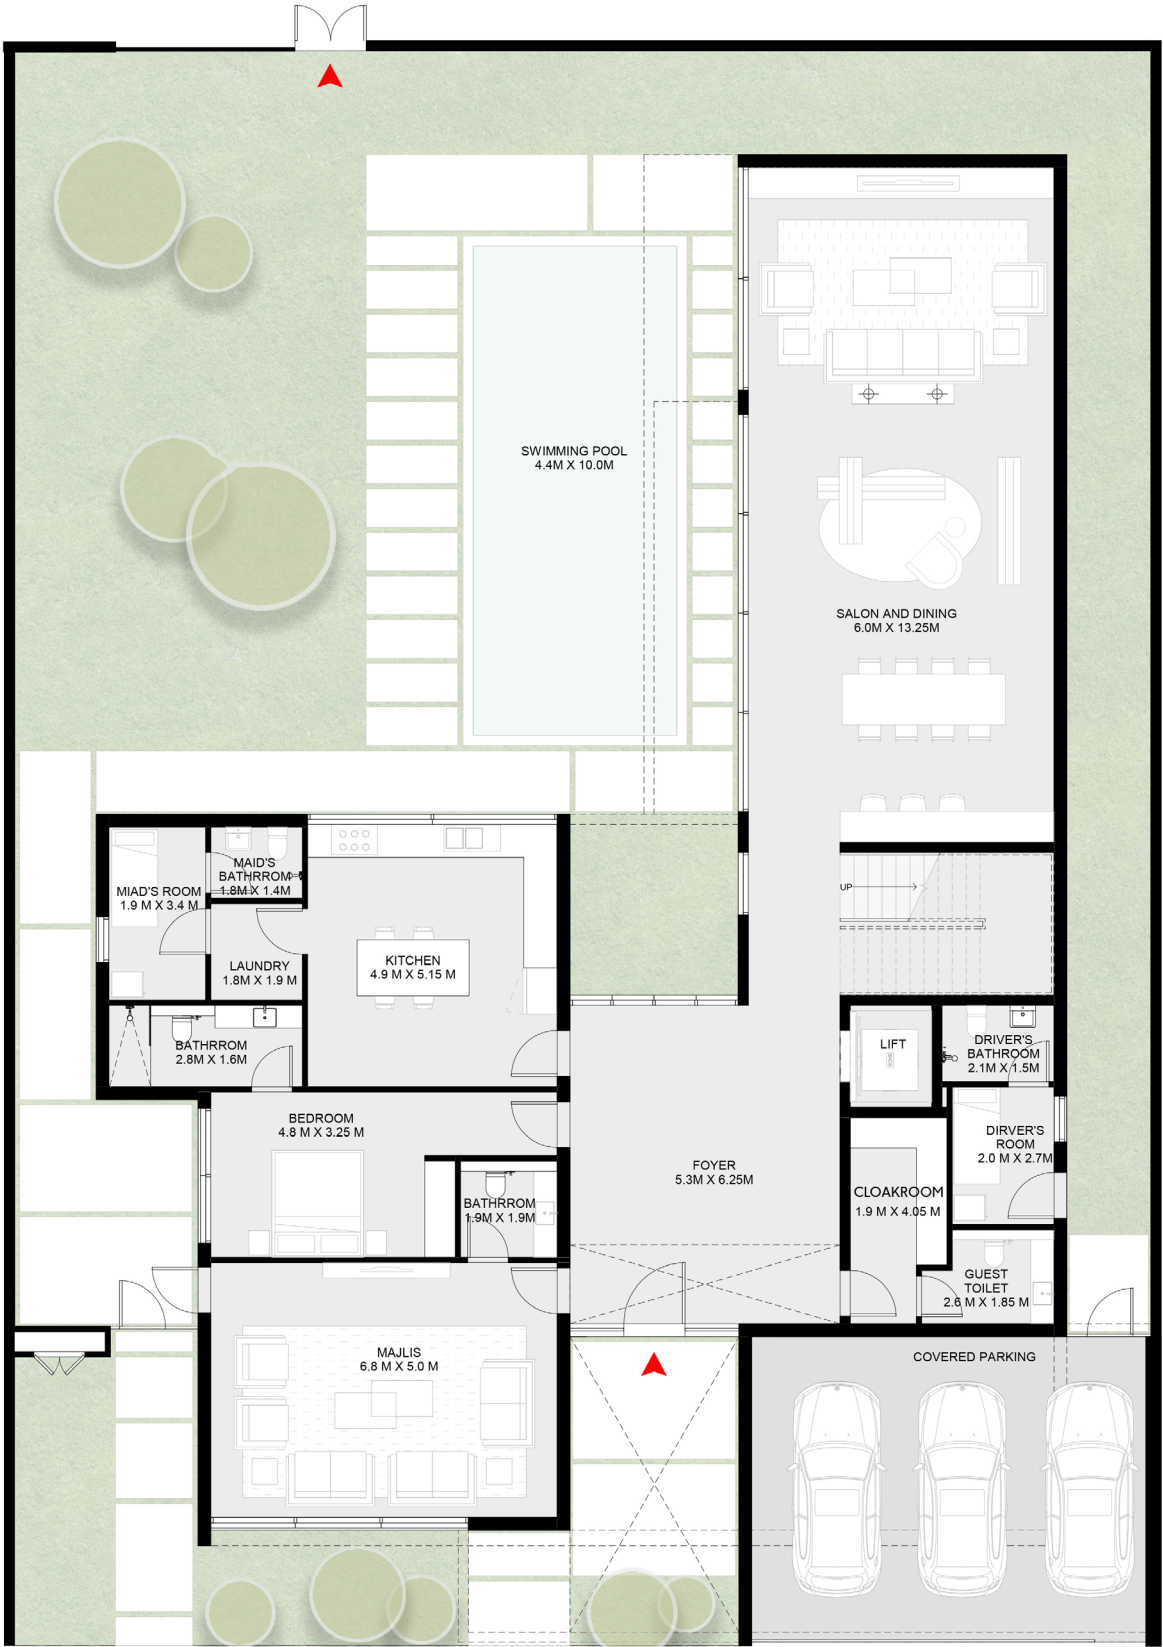 SWIMMING POOL
4.4M X 10.0M
SALON AND DINING
6.0M X 13.25M
MAID'S
BATHRROM
1.8M X 1.4M
MIAD'S ROOM
1.9 M X 3.4 M
UP
LAUNDRY
1.8M X 1.9 M
KITCHEN
4.9 M X 5.15 M
BATHRROM
2.8M X 1.6M
LIFT
DRIVER'S
BATHROOM
2.1M X 1.5M
BEDROOM
4.8 M X 3.25 M
DIRVER'S
ROOM
2.0 M X 2.7M
FOYER
5.3M X 6.25M
CLOAKROOM
1.9 M X 4.05 M
BATHRROM
1.9M X 1.9M
GUEST
TOILET
2.6 M X 1.85 M
MAJLIS
6.8 M X 5.0 M
COVERED PARKING